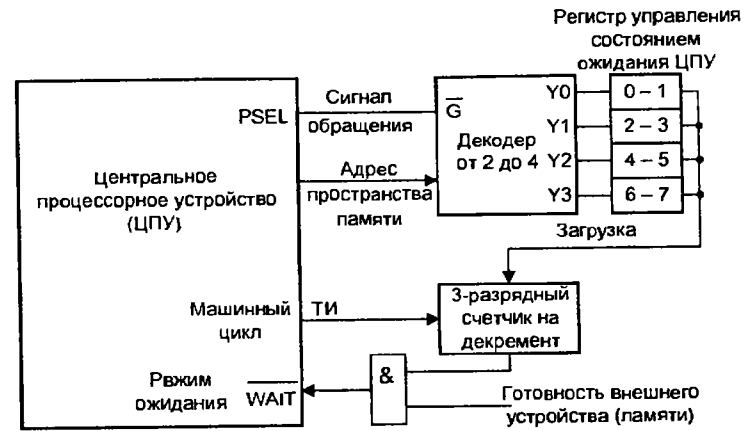 Регистр управления
состоянием
ожидания ЦПУ
PSEL
Сигнал
обращения
G
Y0
0 – 1
Y1
2 – 3
Декодер
от 2 до 4
Y2
4 – 5
Y3
6 – 7
Центральное
процессорное устройство
(ЦПУ)
Адрес
пространства
памяти
Загрузка
Машинный
цикл
ТИ
3-разрядный
счетчик на
декремент
Рвжим
ожидания
WAIT
&
Готовность внешнего
устройства (памяти)